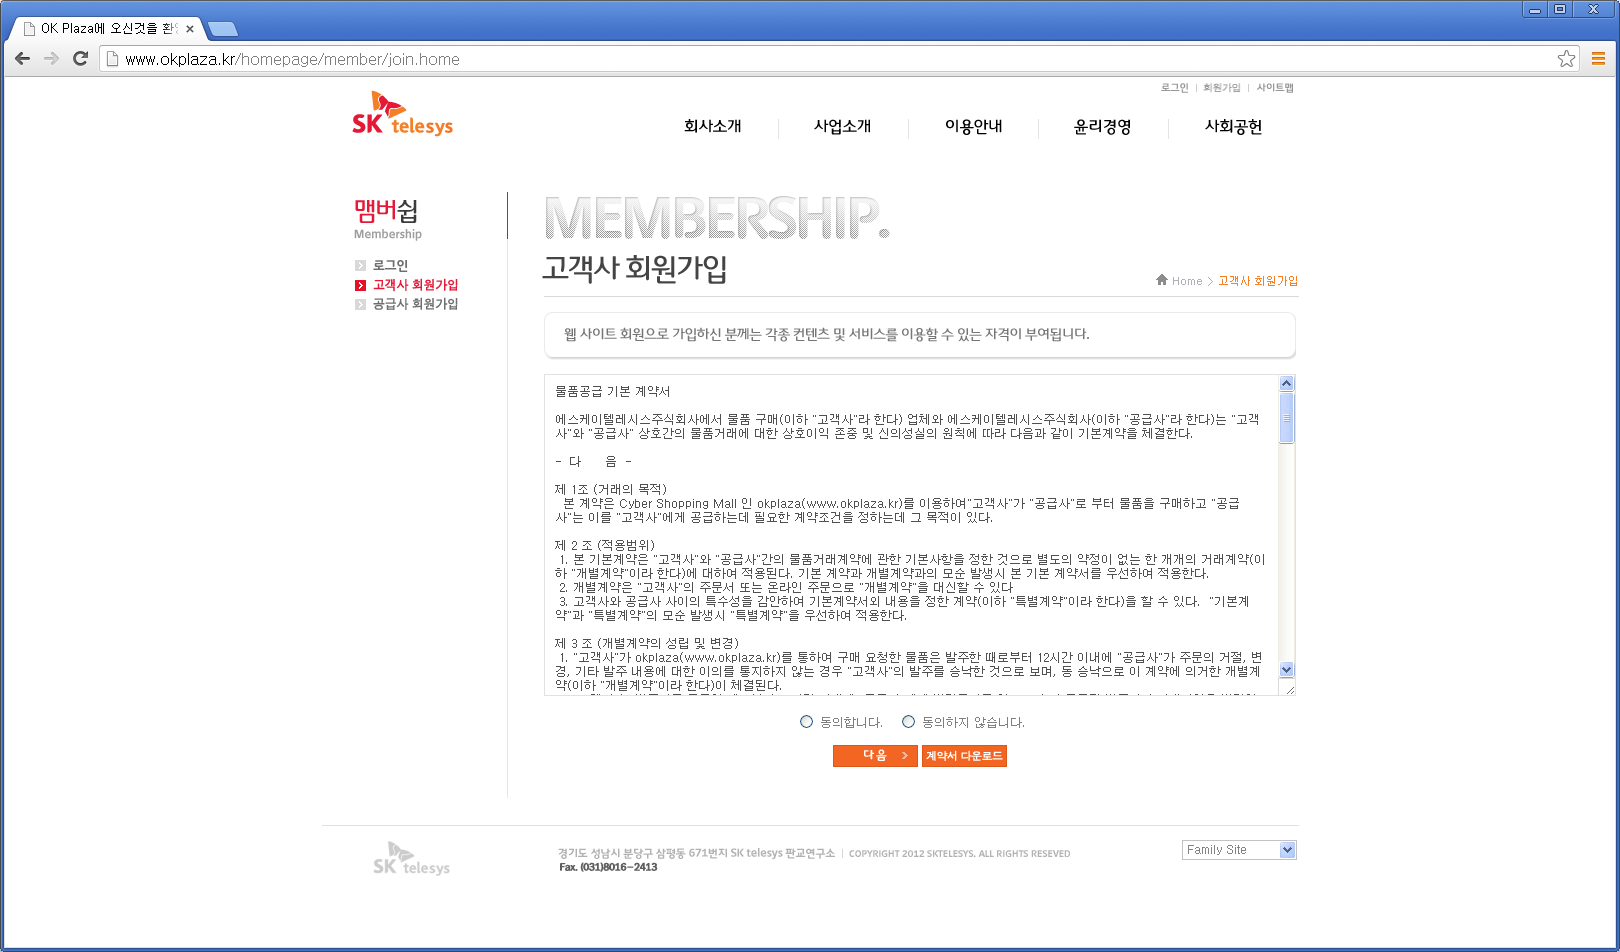 OK Plaza에 오신것을 환영
www.okplaza.kr/homepage/member/join.home
로그인 | 회원가입 | 사이트맵
SK telesys
회사소개 사업소개 이용안내 윤리경영 사회공헌
맴버쉽
Membership
로그인
고객사 회원가입
공급사 회원가입
MEMBERSHIP.
고객사 회원가입
Home > 고객사 회원가입
웹 사이트 회원으로 가입하신 분께는 각종 컨텐츠 및 서비스를 이용할 수 있는 자격이 부여됩니다.
물품공급 기본 계약서
에스케이텔레시스주식회사에서 물품 구매(이하 "고객사"라 한다) 업체와 에스케이텔레시스주식회사(이하 "공급사"라 한다)는 "고객
사"와 "공급사" 상호간의 물품거래에 대한 상호이익 존중 및 신의성실의 원칙에 따라 다음과 같이 기본계약을 체결한다.
- 다 음 -
제 1조 (거래의 목적)
본 계약은 Cyber Shopping Mall 인 okplaza(www.okplaza.kr)를 이용하여"고객사"가 "공급사"로 부터 물품을 구매하고 "공급
사"는 이를 "고객사"에게 공급하는데 필요한 계약조건을 정하는데 그 목적이 있다.
제 2 조 (적용범위)
1. 본 기본계약은 "고객사"와 "공급사"간의 물품거래계약에 관한 기본사항을 정한 것으로 별도의 약정이 없는 한 개개의 거래계약(이
하 "개별계약"이라 한다)에 대하여 적용된다. 기본 계약과 개별계약과의 모순 발생시 본 기본 계약서를 우선하여 적용한다.
2. 개별계약은 "고객사"의 주문서 또는 온라인 주문으로 "개별계약"을 대신할 수 있다
3. 고객사와 공급사 사이의 특수성을 감안하여 기본계약서외 내용을 정한 계약(이하 "특별계약"이라 한다)을 할 수 있다. "기본계
약"과 "특별계약"의 모순 발생시 "특별계약"을 우선하여 적용한다.
제 3 조 (개별계약의 성립 및 변경)
1. "고객사"가 okplaza(www.okplaza.kr)를 통하여 구매 요청한 물품은 발주한 때로부터 12시간 이내에 "공급사"가 주문의 거절, 변
경, 기타 발주 내용에 대한 이의를 통지하지 않는 경우 "고객사"의 발주를 승낙한 것으로 보며, 동 승낙으로 이 계약에 의거한 개별계
약(이하 "개별계약"이라 한다)이 체결된다.
동의합니다. 동의하지 않습니다.
다음 > 계약서 다운로드
SK telesys
경기도 성남시 분당구 삼평동 671번지 SK telesys 판교연구소 | COPYRIGHT 2012 SKTELESYS. ALL RIGHTS RESEVED
Fax. (031)8016-2413
Family Site